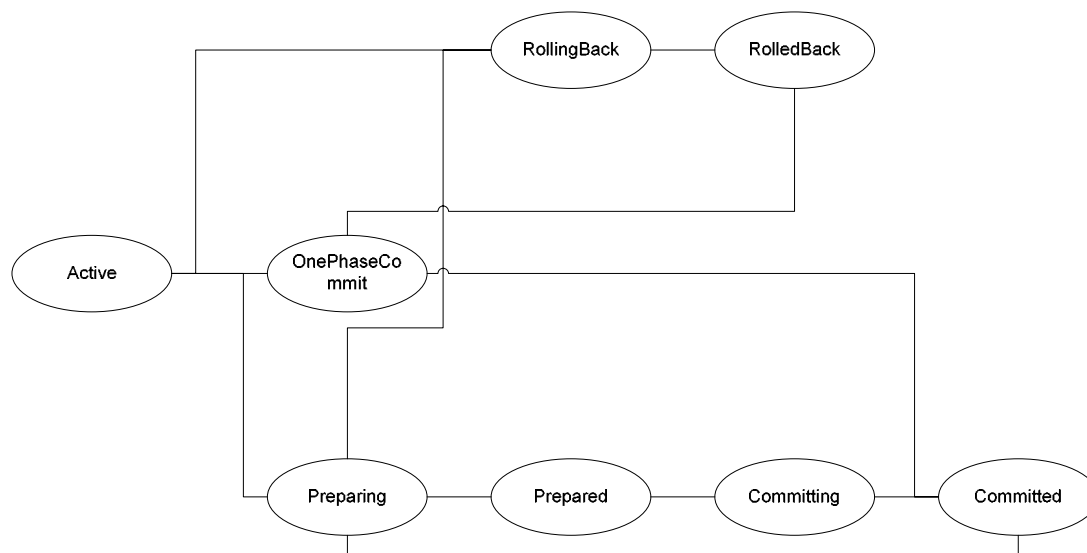 RollingBack
RolledBack
Active
OnePhaseCo
mmit
Preparing
Prepared
Committing
Committed